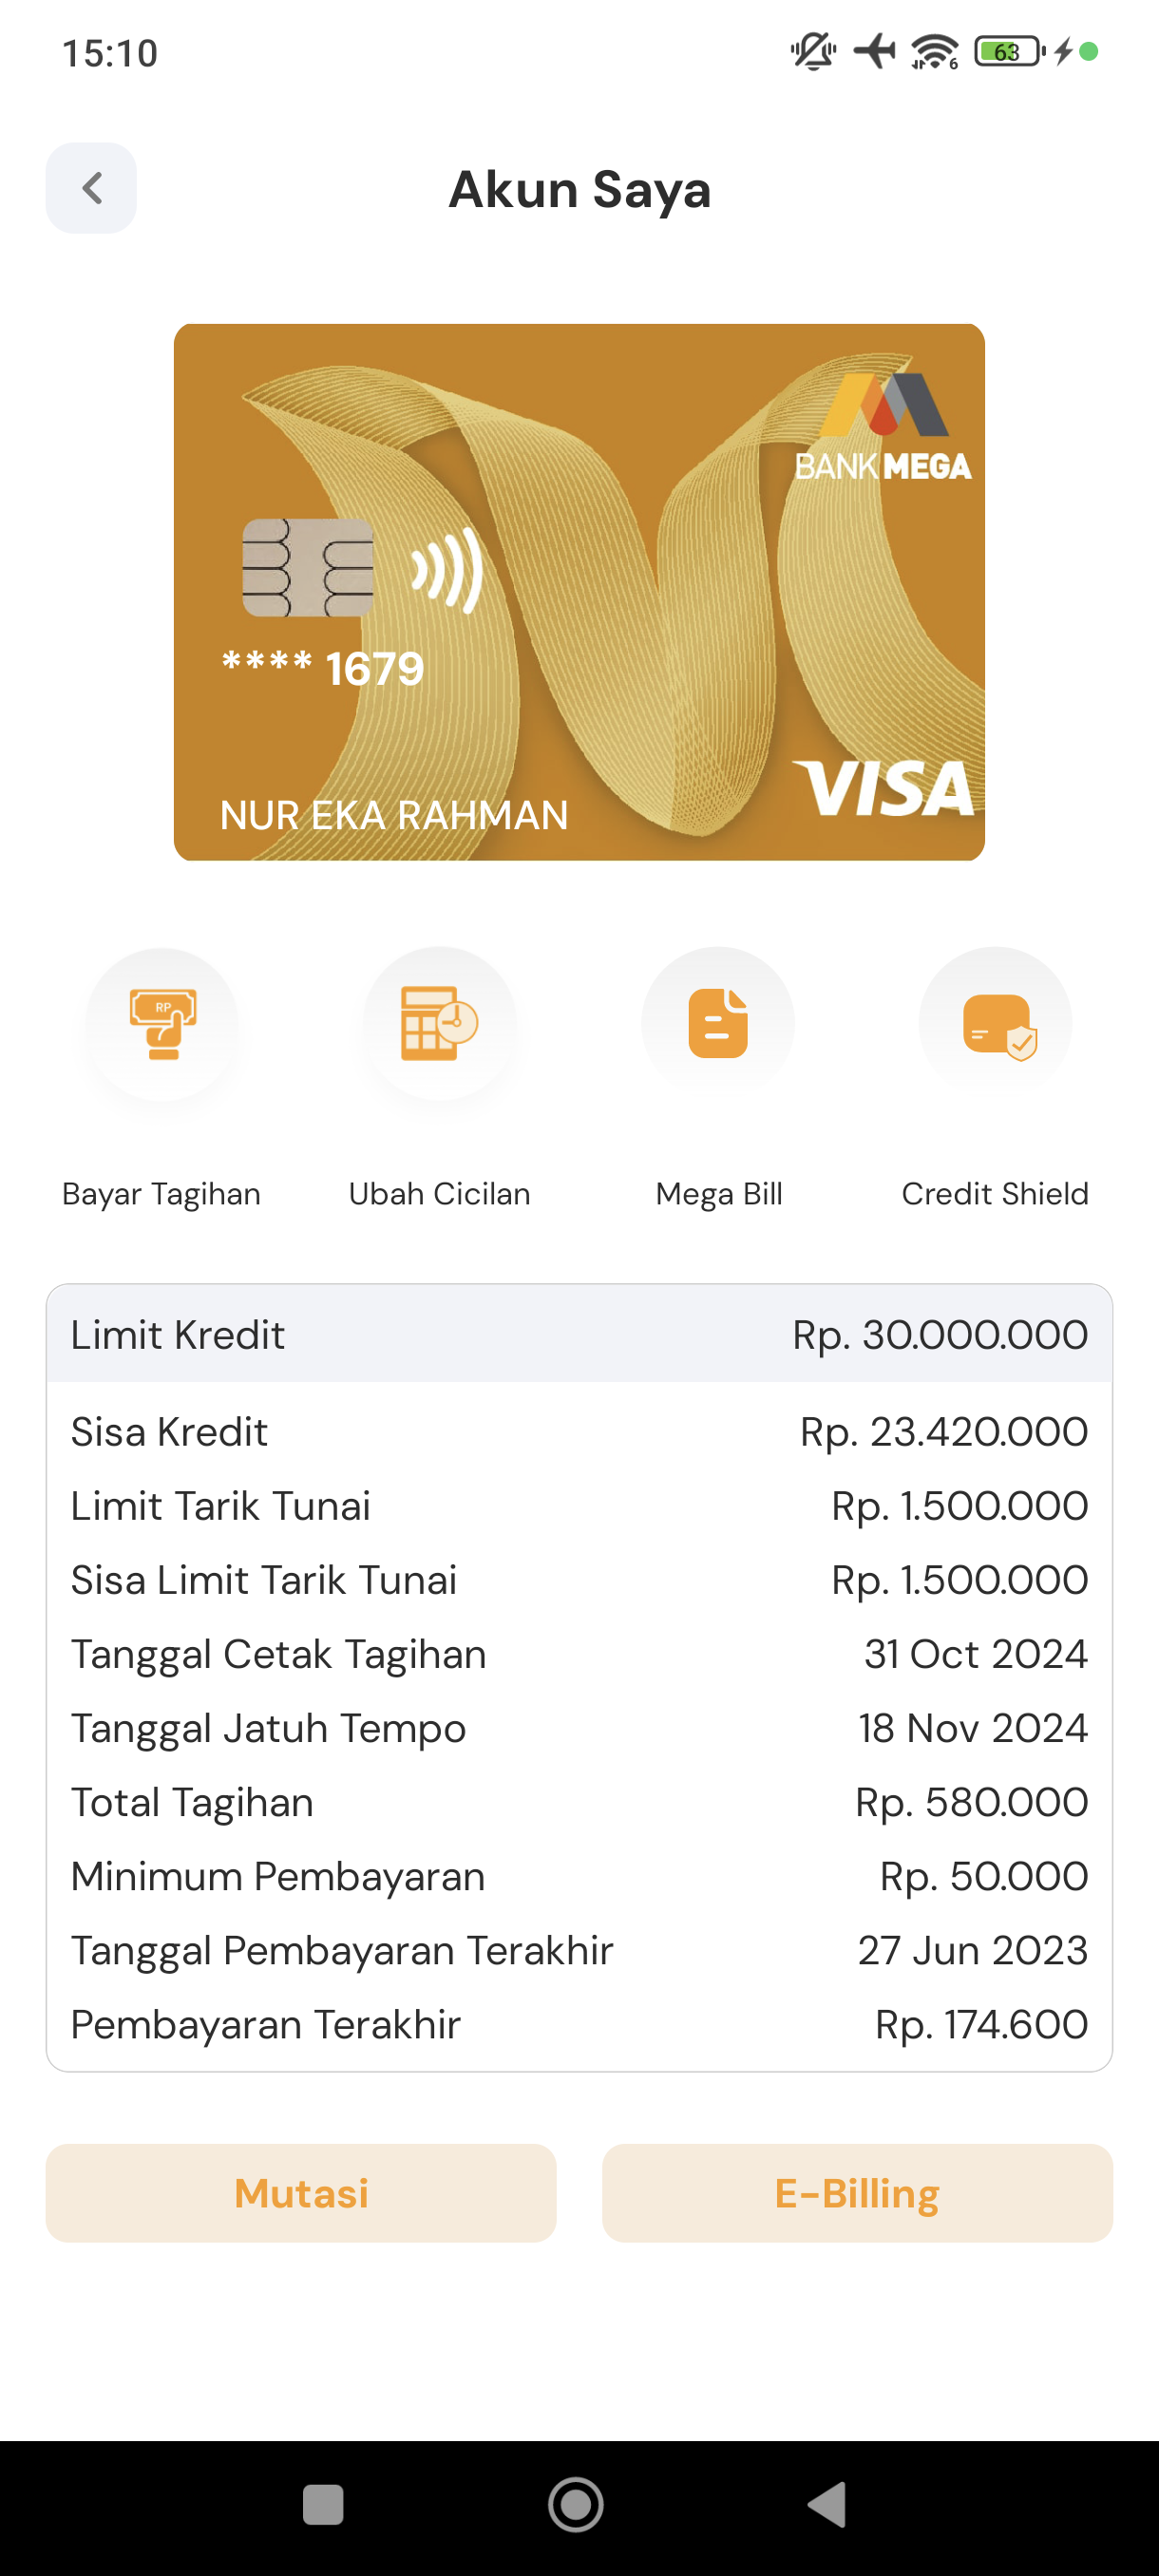 15:10
6
63
Akun Saya
BANK MEGA
**** 1679
VISA
NUR EKA RAHMAN
RP
Bayar Tagihan
Ubah Cicilan
Mega Bill
Credit Shield
Limit Kredit Rp. 30.000.000
Sisa Kredit Rp. 23.420.000
Limit Tarik Tunai Rp. 1.500.000
Sisa Limit Tarik Tunai Rp. 1.500.000
Tanggal Cetak Tagihan 31 Oct 2024
Tanggal Jatuh Tempo 18 Nov 2024
Total Tagihan Rp. 580.000
Minimum Pembayaran Rp. 50.000
Tanggal Pembayaran Terakhir 27 Jun 2023
Pembayaran Terakhir Rp. 174.600
Mutasi
E-Billing